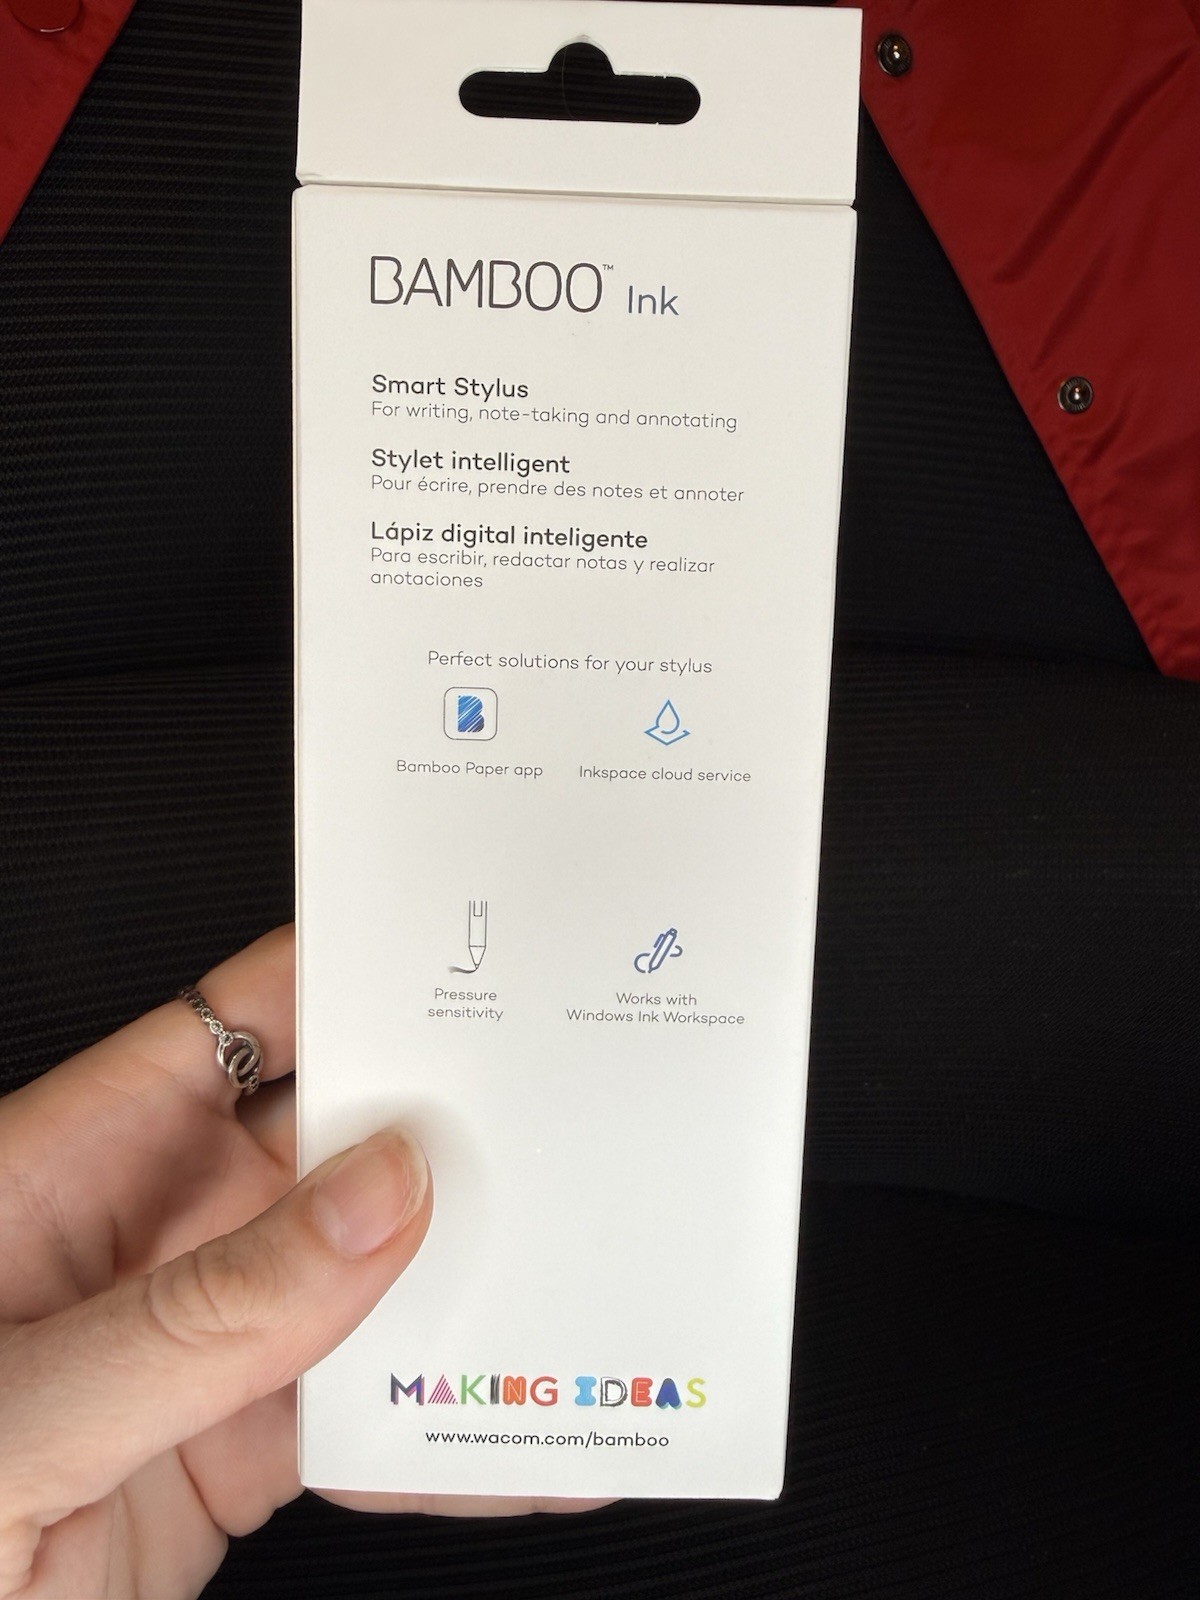 BAMBOO™ Ink
Smart Stylus
For writing, note-taking and annotating
Stylet intelligent
Pour écrire, prendre des notes et annoter
Lápiz digital inteligente
Para escribir, redactar notas y realizar
anotaciones
Perfect solutions for your stylus
B
Bamboo Paper app
Inkspace cloud service
Pressure
sensitivity
Works with
Windows Ink Workspace
MAKING IDEAS
www.wacom.com/bamboo